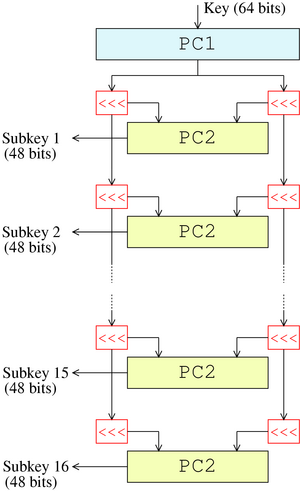 Key (64 bits)
PC1
<<< <<<
Subkey 1
(48 bits)
PC2
<<< <<<
Subkey 2
(48 bits)
PC2
<<< <<<
Subkey 15
(48 bits)
PC2
<<< <<<
Subkey 16
(48 bits)
PC2